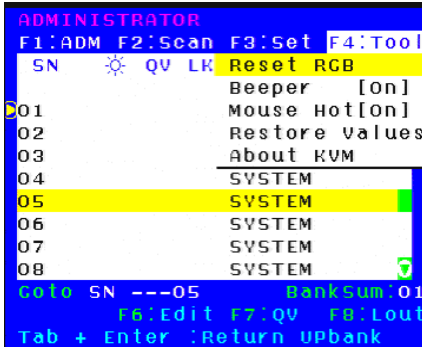 ADMINISTRATOR
F1:ADM F2:Scan F3:Set F4:Tool
SN QV LK Reset RGB
Beeper [On]
01 Mouse Hot[On]
02 Restore Values
03 About KVM
04 SYSTEM
05 SYSTEM
06 SYSTEM
07 SYSTEM
08 SYSTEM
Goto SN ---05 BankSum:01
F6:Edit F7:QV F8:Lout
Tab + Enter :Return UPbank